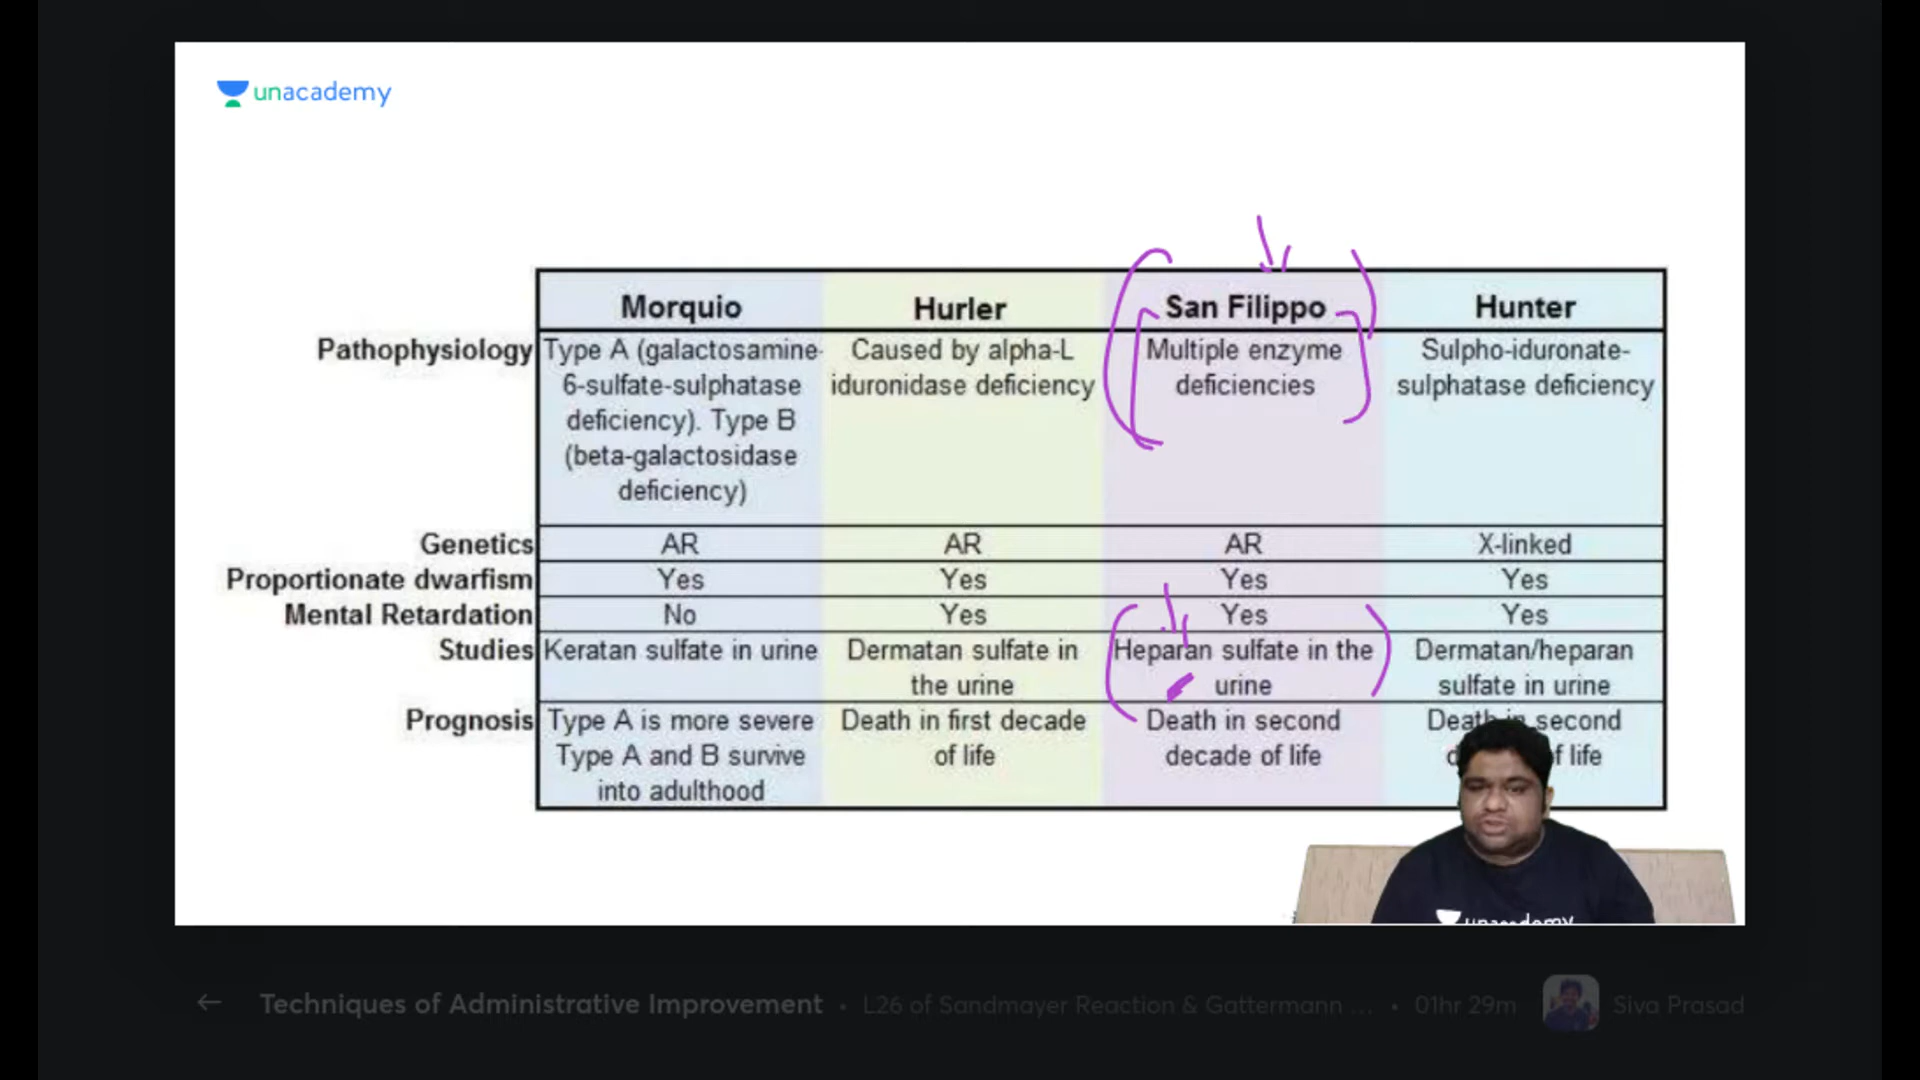 unacademy
Morquio Hurler San Filippo Hunter
Pathophysiology Type A (galactosamine- Caused by alpha-L Multiple enzyme Sulpho-iduronate-
6-sulfate-sulphatase iduronidase deficiency deficiencies sulphatase deficiency
deficiency). Type B
(beta-galactosidase
deficiency)
Genetics AR AR AR X-linked
Proportionate dwarfism Yes Yes Yes Yes
Mental Retardation No Yes Yes Yes
Studies Keratan sulfate in urine Dermatan sulfate in Heparan sulfate in the Dermatan/heparan
the urine urine sulfate in urine
Prognosis Type A is more severe Death in first decade Death in second Death in second
Type A and B survive of life decade of life of life
into adulthood
unacademy
← Techniques of Administrative Improvement • L26 of Sandmayer Reaction & Gattermann ... • 01hr 29m Siva Prasad